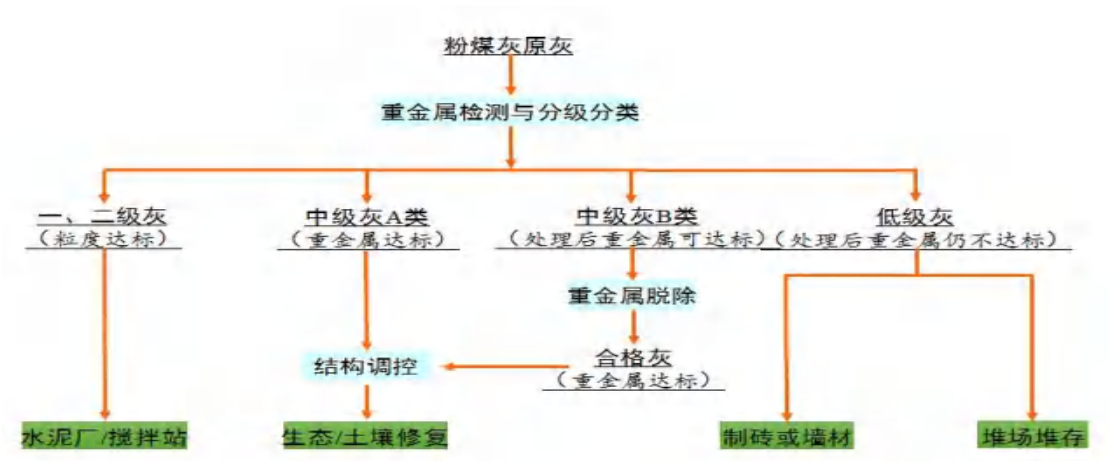 粉煤灰原灰
重金属检测与分级分类
一、二级灰
（粒度达标）
中级灰A类
（重金属达标）
中级灰B类
（处理后重金属可达标）
低级灰
（处理后重金属仍不达标）
重金属脱除
合格灰
（重金属达标）
结构调控
水泥厂/搅拌站
生态/土壤修复
制砖或墙材
堆场堆存